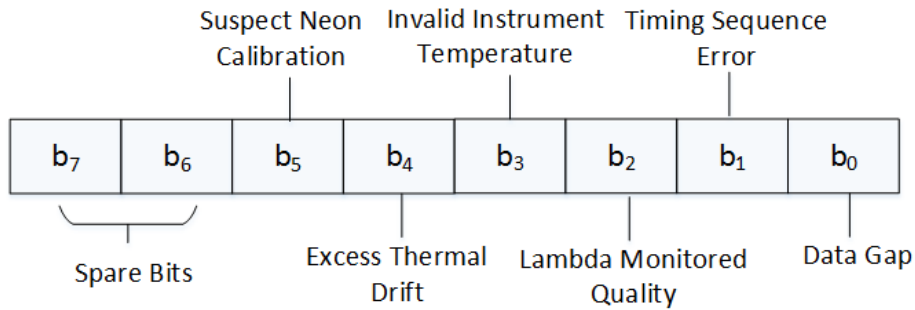 Suspect Neon
Calibration
Invalid Instrument
Temperature
Timing Sequence
Error
b₇ b₆ b₅ b₄ b₃ b₂ b₁ b₀
Spare Bits
Excess Thermal
Drift
Lambda Monitored
Quality
Data Gap